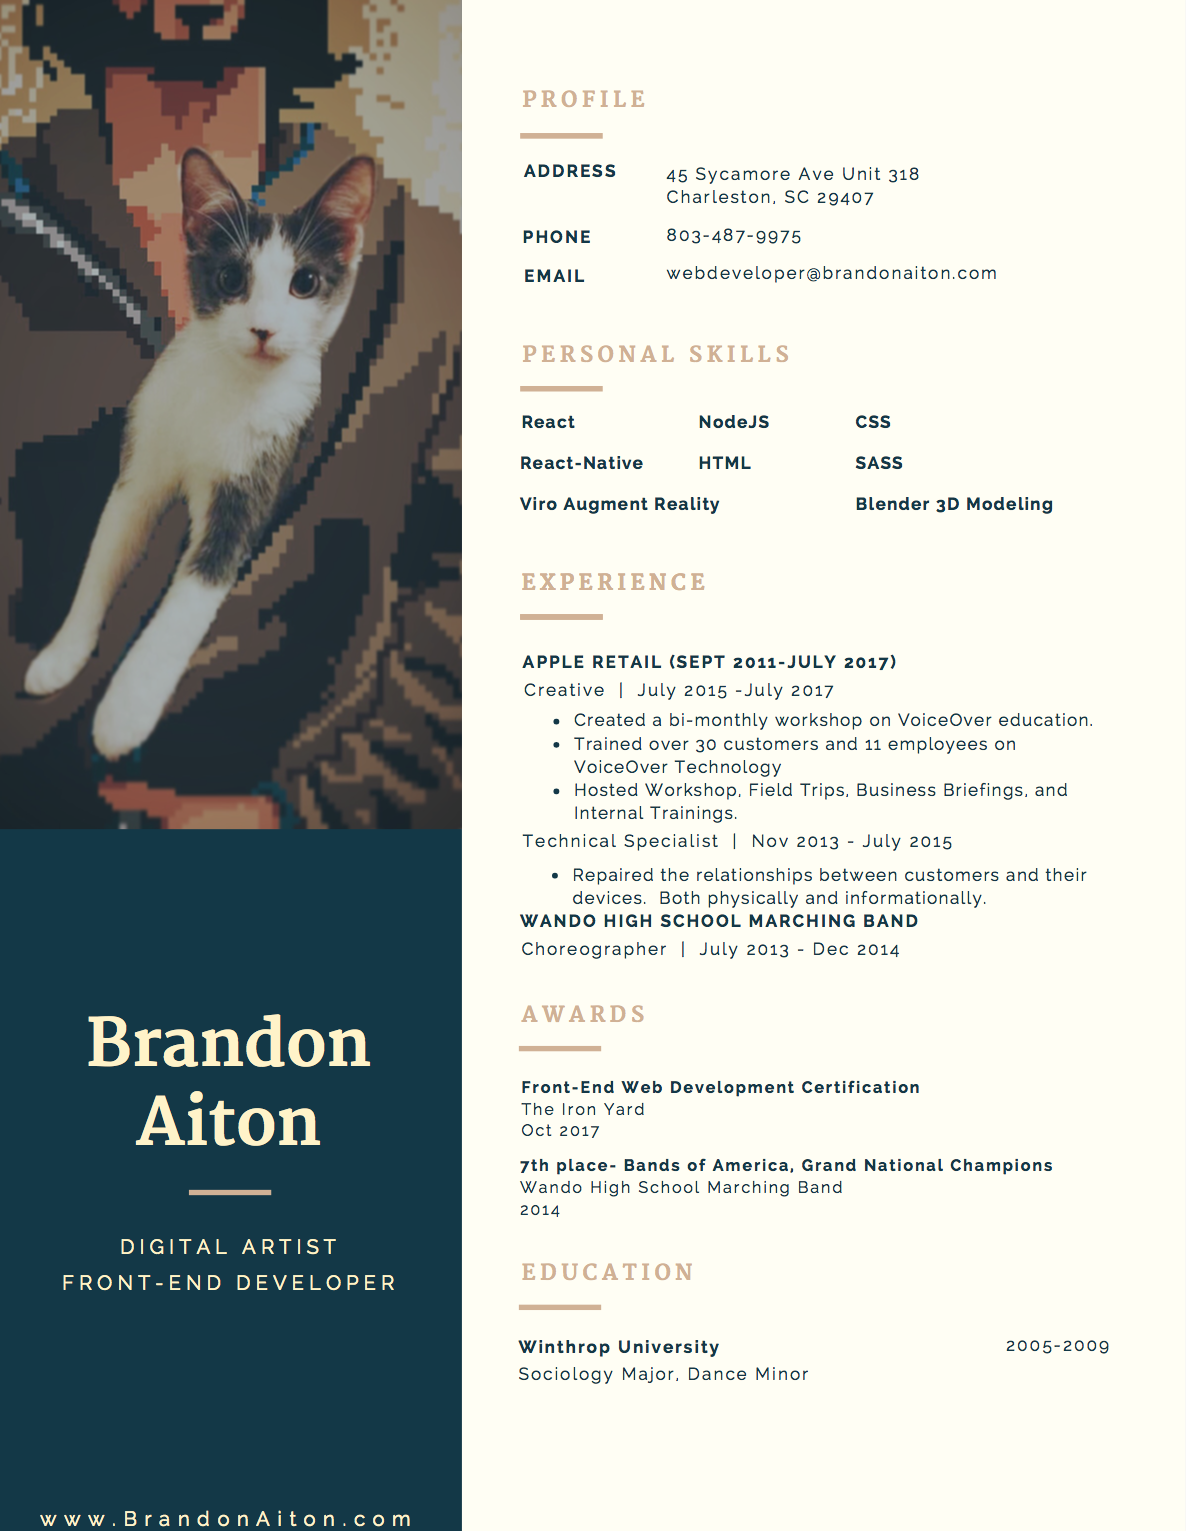 PROFILE
ADDRESS 45 Sycamore Ave Unit 318
Charleston, SC 29407
PHONE 803-487-9975
EMAIL webdeveloper@brandonaiton.com
PERSONAL SKILLS
React NodeJS CSS
React-Native HTML SASS
Viro Augment Reality Blender 3D Modeling
EXPERIENCE
APPLE RETAIL (SEPT 2011-JULY 2017)
Creative | July 2015 -July 2017
• Created a bi-monthly workshop on VoiceOver education.
• Trained over 30 customers and 11 employees on
VoiceOver Technology
• Hosted Workshop, Field Trips, Business Briefings, and
Internal Trainings.
Technical Specialist | Nov 2013 - July 2015
• Repaired the relationships between customers and their
devices. Both physically and informationally.
WANDO HIGH SCHOOL MARCHING BAND
Choreographer | July 2013 - Dec 2014
AWARDS
Front-End Web Development Certification
The Iron Yard
Oct 2017
7th place- Bands of America, Grand National Champions
Wando High School Marching Band
2014
EDUCATION
Winthrop University 2005-2009
Sociology Major, Dance Minor
Brandon
Aiton
DIGITAL ARTIST
FRONT-END DEVELOPER
www.BrandonAiton.com